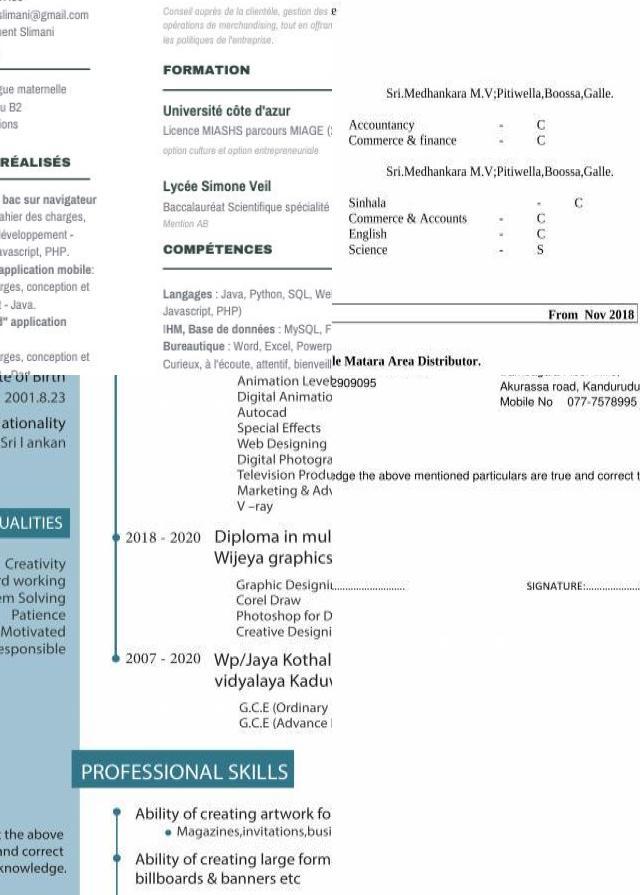 slimani@gmail.com
ent Slimani
gue maternelle
u B2
ions
RÉALISÉS
bac sur navigateur
ahier des charges,
éveloppement -
avascript, PHP.
application mobile:
rges, conception et
t - Java.
d" application
rges, conception et
Conseil auprès de la clientèle, gestion des
opérations de merchandising, tout en offran
les politiques de l'entreprise.
FORMATION
Université côte d'azur
Licence MIASHS parcours MIAGE (
option culture et option entrepreneuriale
Lycée Simone Veil
Baccalauréat Scientifique spécialité
Mention AB
COMPÉTENCES
Langages : Java, Python, SQL, We
Javascript, PHP)
IHM, Base de données : MySQL, F
Bureautique : Word, Excel, Powerp
Curieux, à l'écoute, attentif, bienveil
e
Sri.Medhankara M.V;Pitiwella,Boossa,Galle.
Accountancy - C
Commerce & finance - C
Sri.Medhankara M.V;Pitiwella,Boossa,Galle.
Sinhala - C
Commerce & Accounts - C
English - C
Science - S
From Nov 2018
le Matara Area Distributor.
te of Birth
2001.8.23
ationality
Sri l ankan
UALITIES
Creativity
rd working
em Solving
Patience
Motivated
esponsible
t the above
and correct
knowledge.
Animation Level
Digital Animatio
Autocad
Special Effects
Web Designing
Digital Photogra
Television Produ
Marketing & Adv
V –ray
2018 - 2020 Diploma in mul
Wijeya graphics
Graphic Designi
Corel Draw
Photoshop for D
Creative Designi
2007 - 2020 Wp/Jaya Kothal
vidyalaya Kaduw
G.C.E (Ordinary
G.C.E (Advance
PROFESSIONAL SKILLS
Ability of creating artwork fo
Magazines,invitations,busi
Ability of creating large form
billboards & banners etc
2909095
Akurassa road, Kandurudu
Mobile No 077-7578995
edge the above mentioned particulars are true and correct t
........................... SIGNATURE:....................